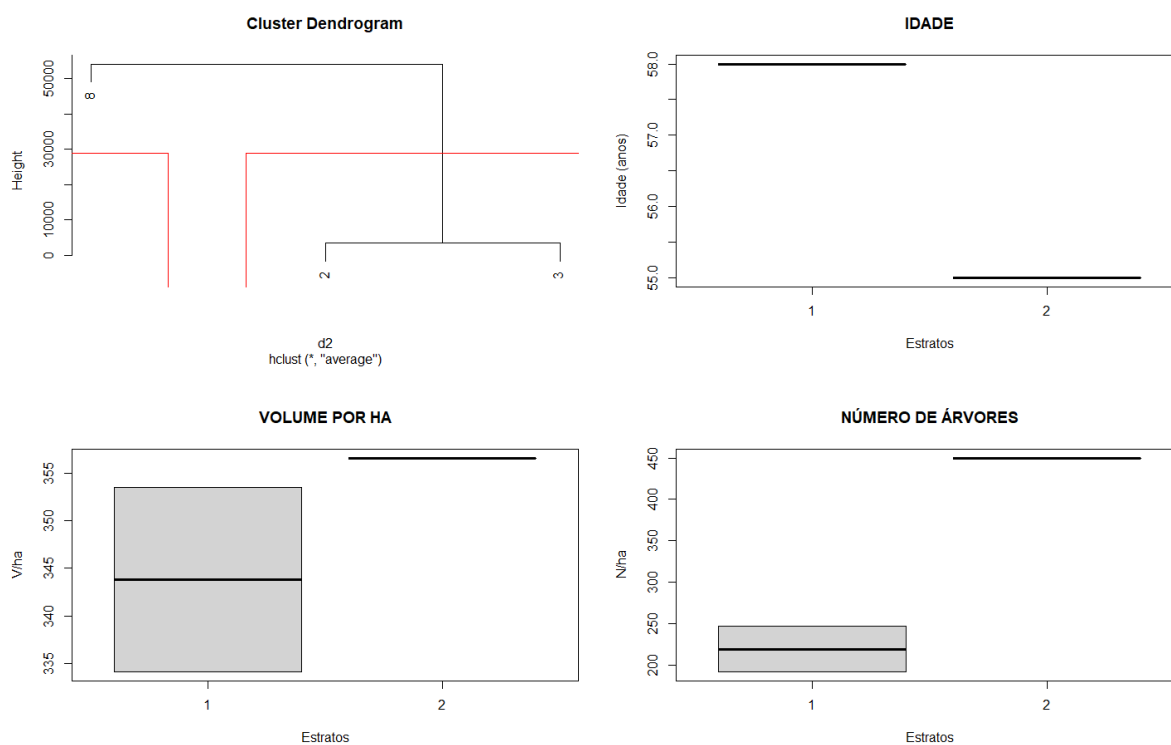 Cluster Dendrogram
Height
50000
30000
10000
0
8
2
3
d2
hclust (*, "average")
IDADE
Idade (anos)
58.0
57.0
56.0
55.0
1
2
Estratos
VOLUME POR HA
V/ha
355
350
345
340
335
1
2
Estratos
NÚMERO DE ÁRVORES
N/ha
450
400
350
300
250
200
1
2
Estratos